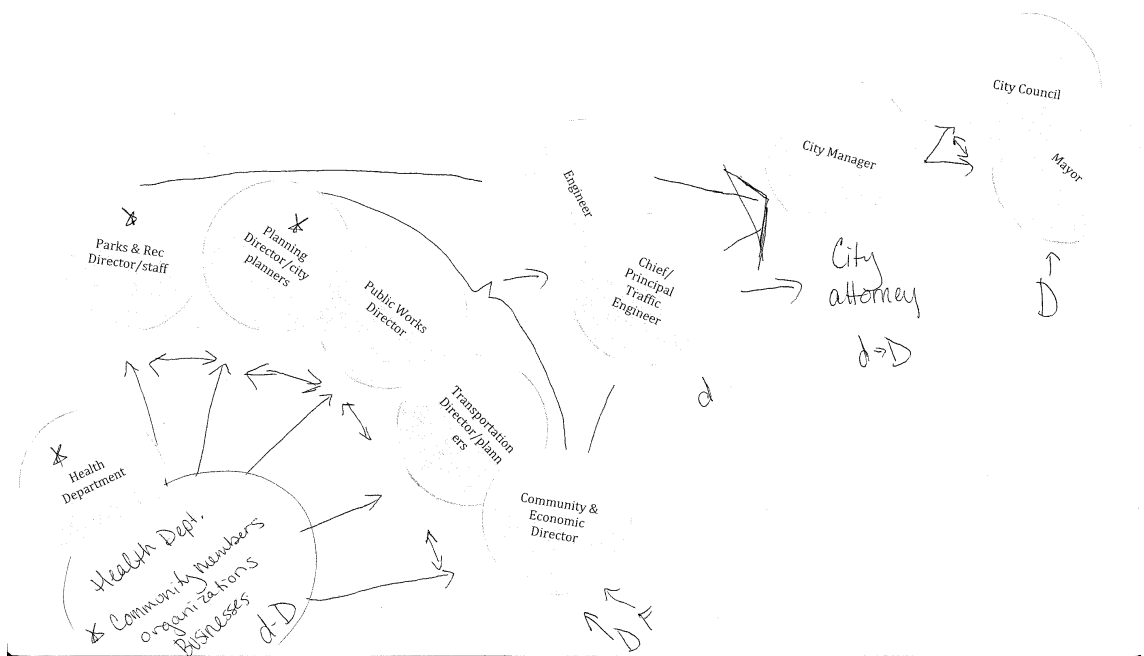 City Council
Mayor
City Manager
Engineer
Parks & Rec
Director/staff
Planning
Director/city
planners
Public Works
Director
Chief/
Principal
Traffic
Engineer
City
attorney
d→D
D
d
Transportation
Director/plann
ers
Health
Department
Community &
Economic
Director
Health Dept.
Community members
organizations
Businesses
d-D
D